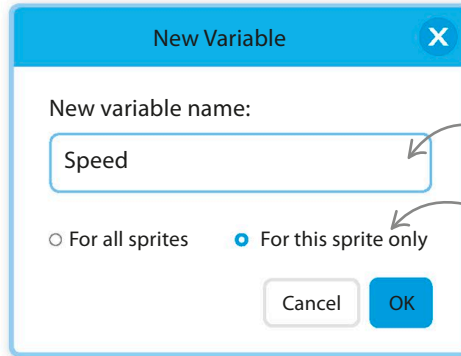 New Variable
X
New variable name:
Speed
For all sprites
For this sprite only
Cancel
OK